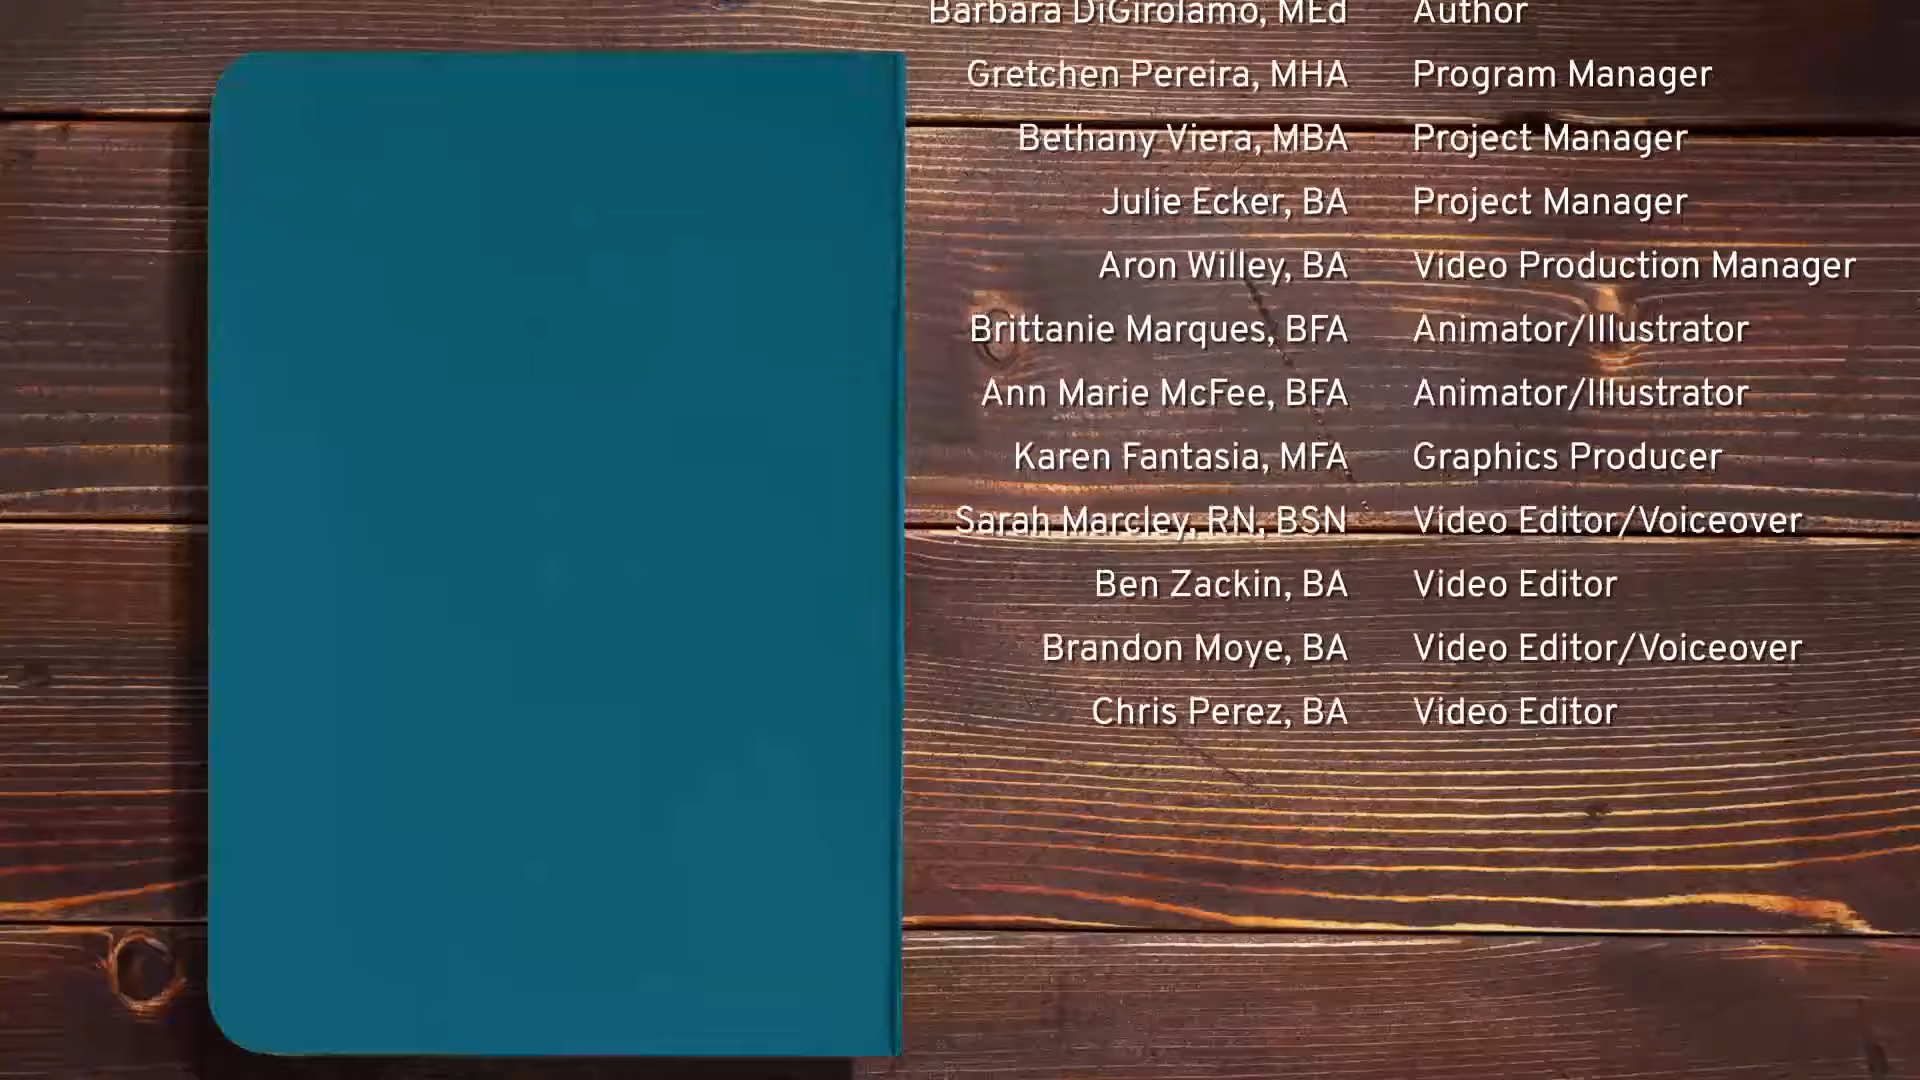 Barbara DiGirolamo, MEd Author
Gretchen Pereira, MHA Program Manager
Bethany Viera, MBA Project Manager
Julie Ecker, BA Project Manager
Aron Willey, BA Video Production Manager
Brittanie Marques, BFA Animator/Illustrator
Ann Marie McFee, BFA Animator/Illustrator
Karen Fantasia, MFA Graphics Producer
Sarah Marcley, RN, BSN Video Editor/Voiceover
Ben Zackin, BA Video Editor
Brandon Moye, BA Video Editor/Voiceover
Chris Perez, BA Video Editor